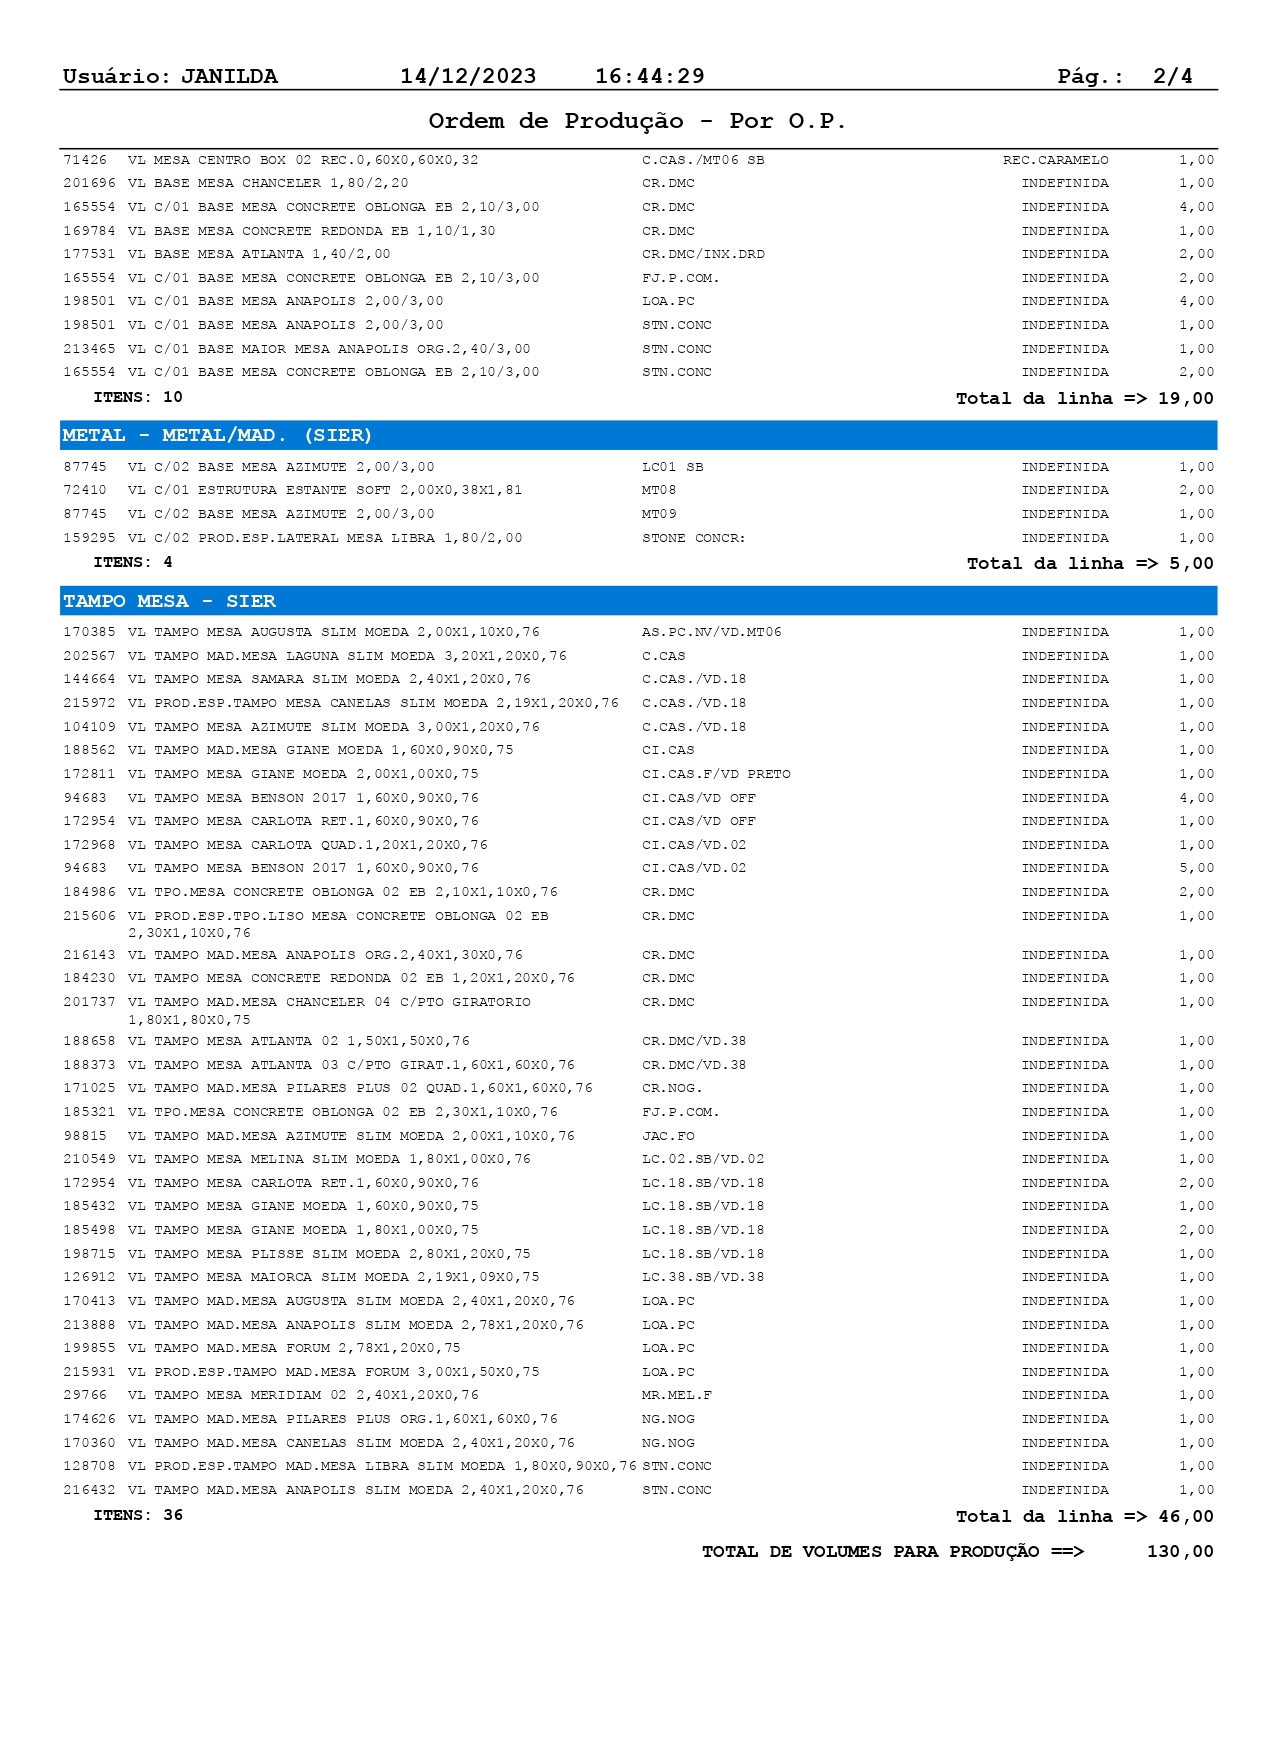 Usuário: JANILDA 14/12/2023 16:44:29 Pág.: 2/4
Ordem de Produção - Por O.P.
71426 VL MESA CENTRO BOX 02 REC.0,60X0,60X0,32 C.CAS./MT06 SB REC.CARAMELO 1,00
201696 VL BASE MESA CHANCELER 1,80/2,20 CR.DMC INDEFINIDA 1,00
165554 VL C/01 BASE MESA CONCRETE OBLONGA EB 2,10/3,00 CR.DMC INDEFINIDA 4,00
169784 VL BASE MESA CONCRETE REDONDA EB 1,10/1,30 CR.DMC INDEFINIDA 1,00
177531 VL BASE MESA ATLANTA 1,40/2,00 CR.DMC/INX.DRD INDEFINIDA 2,00
165554 VL C/01 BASE MESA CONCRETE OBLONGA EB 2,10/3,00 FJ.P.COM. INDEFINIDA 2,00
198501 VL C/01 BASE MESA ANAPOLIS 2,00/3,00 LOA.PC INDEFINIDA 4,00
198501 VL C/01 BASE MESA ANAPOLIS 2,00/3,00 STN.CONC INDEFINIDA 1,00
213465 VL C/01 BASE MAIOR MESA ANAPOLIS ORG.2,40/3,00 STN.CONC INDEFINIDA 1,00
165554 VL C/01 BASE MESA CONCRETE OBLONGA EB 2,10/3,00 STN.CONC INDEFINIDA 2,00
ITENS: 10 Total da linha => 19,00
METAL - METAL/MAD. (SIER)
87745 VL C/02 BASE MESA AZIMUTE 2,00/3,00 LC01 SB INDEFINIDA 1,00
72410 VL C/01 ESTRUTURA ESTANTE SOFT 2,00X0,38X1,81 MT08 INDEFINIDA 2,00
87745 VL C/02 BASE MESA AZIMUTE 2,00/3,00 MT09 INDEFINIDA 1,00
159295 VL C/02 PROD.ESP.LATERAL MESA LIBRA 1,80/2,00 STONE CONCR: INDEFINIDA 1,00
ITENS: 4 Total da linha => 5,00
TAMPO MESA - SIER
170385 VL TAMPO MESA AUGUSTA SLIM MOEDA 2,00X1,10X0,76 AS.PC.NV/VD.MT06 INDEFINIDA 1,00
202567 VL TAMPO MAD.MESA LAGUNA SLIM MOEDA 3,20X1,20X0,76 C.CAS INDEFINIDA 1,00
144664 VL TAMPO MESA SAMARA SLIM MOEDA 2,40X1,20X0,76 C.CAS./VD.18 INDEFINIDA 1,00
215972 VL PROD.ESP.TAMPO MESA CANELAS SLIM MOEDA 2,19X1,20X0,76 C.CAS./VD.18 INDEFINIDA 1,00
104109 VL TAMPO MESA AZIMUTE SLIM MOEDA 3,00X1,20X0,76 C.CAS./VD.18 INDEFINIDA 1,00
188562 VL TAMPO MAD.MESA GIANE MOEDA 1,60X0,90X0,75 CI.CAS INDEFINIDA 1,00
172811 VL TAMPO MESA GIANE MOEDA 2,00X1,00X0,75 CI.CAS.F/VD PRETO INDEFINIDA 1,00
94683 VL TAMPO MESA BENSON 2017 1,60X0,90X0,76 CI.CAS/VD OFF INDEFINIDA 4,00
172954 VL TAMPO MESA CARLOTA RET.1,60X0,90X0,76 CI.CAS/VD OFF INDEFINIDA 1,00
172968 VL TAMPO MESA CARLOTA QUAD.1,20X1,20X0,76 CI.CAS/VD.02 INDEFINIDA 1,00
94683 VL TAMPO MESA BENSON 2017 1,60X0,90X0,76 CI.CAS/VD.02 INDEFINIDA 5,00
184986 VL TPO.MESA CONCRETE OBLONGA 02 EB 2,10X1,10X0,76 CR.DMC INDEFINIDA 2,00
215606 VL PROD.ESP.TPO.LISO MESA CONCRETE OBLONGA 02 EB CR.DMC INDEFINIDA 1,00
2,30X1,10X0,76
216143 VL TAMPO MAD.MESA ANAPOLIS ORG.2,40X1,30X0,76 CR.DMC INDEFINIDA 1,00
184230 VL TAMPO MESA CONCRETE REDONDA 02 EB 1,20X1,20X0,76 CR.DMC INDEFINIDA 1,00
201737 VL TAMPO MAD.MESA CHANCELER 04 C/PTO GIRATORIO CR.DMC INDEFINIDA 1,00
1,80X1,80X0,75
188658 VL TAMPO MESA ATLANTA 02 1,50X1,50X0,76 CR.DMC/VD.38 INDEFINIDA 1,00
188373 VL TAMPO MESA ATLANTA 03 C/PTO GIRAT.1,60X1,60X0,76 CR.DMC/VD.38 INDEFINIDA 1,00
171025 VL TAMPO MAD.MESA PILARES PLUS 02 QUAD.1,60X1,60X0,76 CR.NOG. INDEFINIDA 1,00
185321 VL TPO.MESA CONCRETE OBLONGA 02 EB 2,30X1,10X0,76 FJ.P.COM. INDEFINIDA 1,00
98815 VL TAMPO MAD.MESA AZIMUTE SLIM MOEDA 2,00X1,10X0,76 JAC.FO INDEFINIDA 1,00
210549 VL TAMPO MESA MELINA SLIM MOEDA 1,80X1,00X0,76 LC.02.SB/VD.02 INDEFINIDA 1,00
172954 VL TAMPO MESA CARLOTA RET.1,60X0,90X0,76 LC.18.SB/VD.18 INDEFINIDA 2,00
185432 VL TAMPO MESA GIANE MOEDA 1,60X0,90X0,75 LC.18.SB/VD.18 INDEFINIDA 1,00
185498 VL TAMPO MESA GIANE MOEDA 1,80X1,00X0,75 LC.18.SB/VD.18 INDEFINIDA 2,00
198715 VL TAMPO MESA PLISSE SLIM MOEDA 2,80X1,20X0,75 LC.18.SB/VD.18 INDEFINIDA 1,00
126912 VL TAMPO MESA MAIORCA SLIM MOEDA 2,19X1,09X0,75 LC.38.SB/VD.38 INDEFINIDA 1,00
170413 VL TAMPO MAD.MESA AUGUSTA SLIM MOEDA 2,40X1,20X0,76 LOA.PC INDEFINIDA 1,00
213888 VL TAMPO MAD.MESA ANAPOLIS SLIM MOEDA 2,78X1,20X0,76 LOA.PC INDEFINIDA 1,00
199855 VL TAMPO MAD.MESA FORUM 2,78X1,20X0,75 LOA.PC INDEFINIDA 1,00
215931 VL PROD.ESP.TAMPO MAD.MESA FORUM 3,00X1,50X0,75 LOA.PC INDEFINIDA 1,00
29766 VL TAMPO MESA MERIDIAM 02 2,40X1,20X0,76 MR.MEL.F INDEFINIDA 1,00
174626 VL TAMPO MAD.MESA PILARES PLUS ORG.1,60X1,60X0,76 NG.NOG INDEFINIDA 1,00
170360 VL TAMPO MAD.MESA CANELAS SLIM MOEDA 2,40X1,20X0,76 NG.NOG INDEFINIDA 1,00
128708 VL PROD.ESP.TAMPO MAD.MESA LIBRA SLIM MOEDA 1,80X0,90X0,76 STN.CONC INDEFINIDA 1,00
216432 VL TAMPO MAD.MESA ANAPOLIS SLIM MOEDA 2,40X1,20X0,76 STN.CONC INDEFINIDA 1,00
ITENS: 36 Total da linha => 46,00
TOTAL DE VOLUMES PARA PRODUÇÃO ==> 130,00